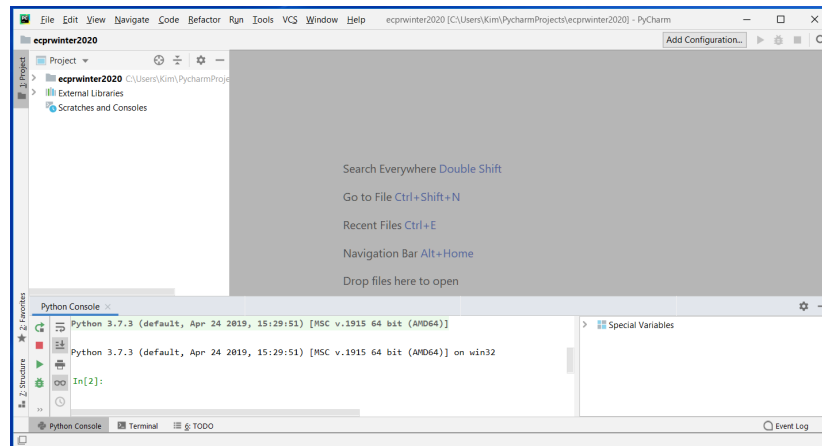 PC File Edit View Navigate Code Refactor Run Tools VCS Window Help ecprwinter2020 [C:\Users\Kim\PycharmProjects\ecprwinter2020] - PyCharm
ecprwinter2020 Add Configuration...
1: Project
Project
ecprwinter2020 C:\Users\Kim\PycharmProje
External Libraries
Scratches and Consoles
Search Everywhere Double Shift
Go to File Ctrl+Shift+N
Recent Files Ctrl+E
Navigation Bar Alt+Home
Drop files here to open
2: Favorites
Z: Structure
Python Console
Python 3.7.3 (default, Apr 24 2019, 15:29:51) [MSC v.1915 64 bit (AMD64)]
Python 3.7.3 (default, Apr 24 2019, 15:29:51) [MSC v.1915 64 bit (AMD64)] on win32
In[2]:
Special Variables
Python Console Terminal 6: TODO Event Log